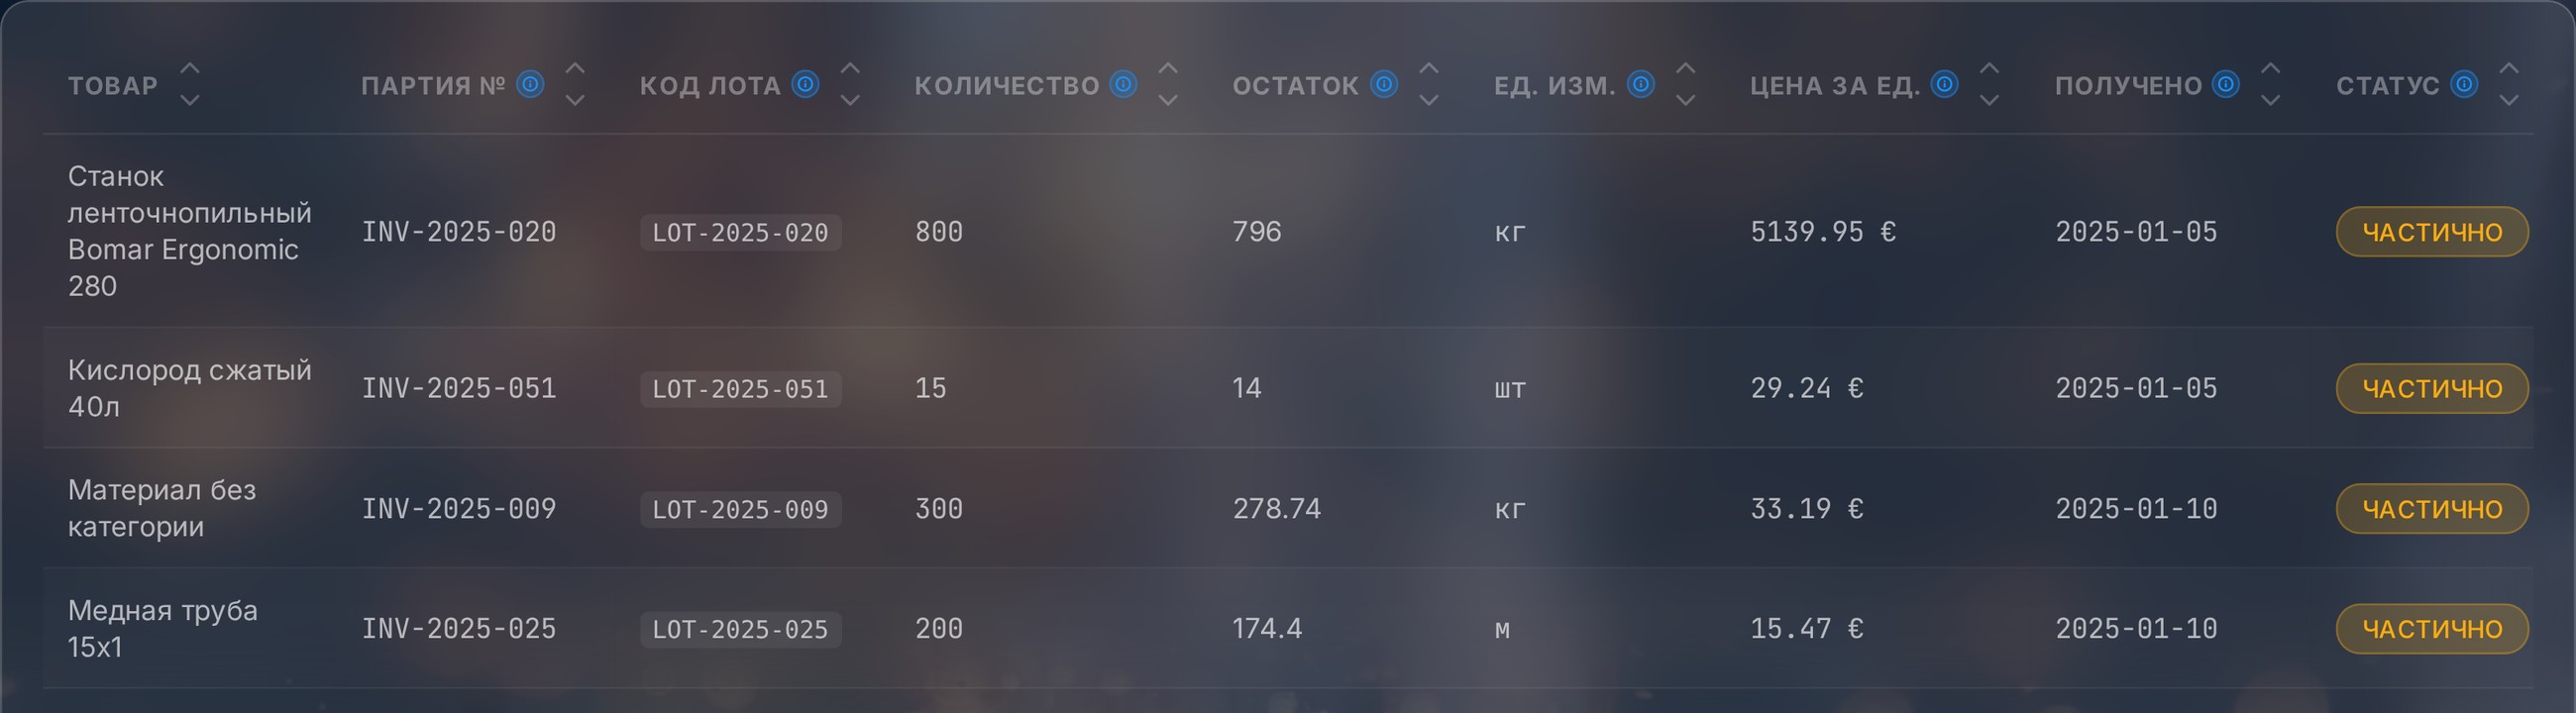 ТОВАР ПАРТИЯ № КОД ЛОТА КОЛИЧЕСТВО ОСТАТОК ЕД. ИЗМ. ЦЕНА ЗА ЕД. ПОЛУЧЕНО СТАТУС
Станок
ленточнопильный
Bomar Ergonomic
280
INV-2025-020 LOT-2025-020 800 796 кг 5139.95 € 2025-01-05 ЧАСТИЧНО
Кислород сжатый
40л
INV-2025-051 LOT-2025-051 15 14 шт 29.24 € 2025-01-05 ЧАСТИЧНО
Материал без
категории
INV-2025-009 LOT-2025-009 300 278.74 кг 33.19 € 2025-01-10 ЧАСТИЧНО
Медная труба
15x1
INV-2025-025 LOT-2025-025 200 174.4 м 15.47 € 2025-01-10 ЧАСТИЧНО